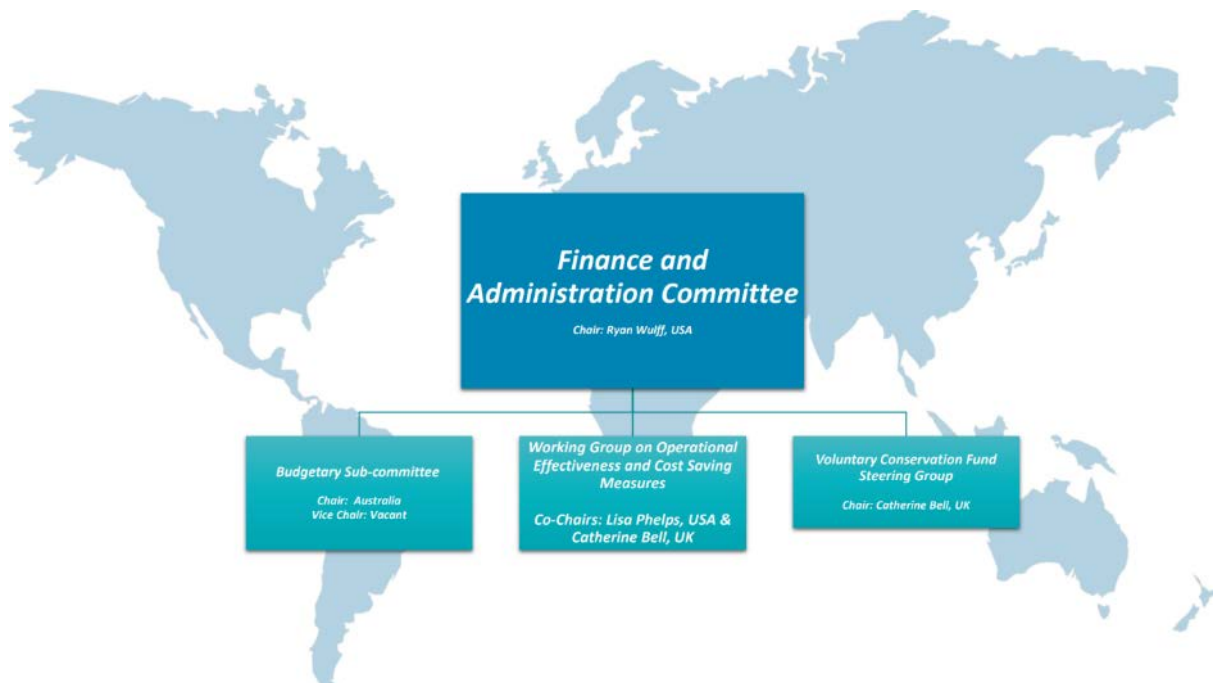 Finance and
Administration Committee
Chair: Ryan Wulff, USA
Budgetary Sub-committee
Chair:  Australia
Vice Chair: Vacant
Working Group on Operational
Effectiveness and Cost Saving
Measures
Co-Chairs: Lisa Phelps, USA &
Catherine Bell, UK
Voluntary Conservation Fund
Steering Group
Chair: Catherine Bell, UK